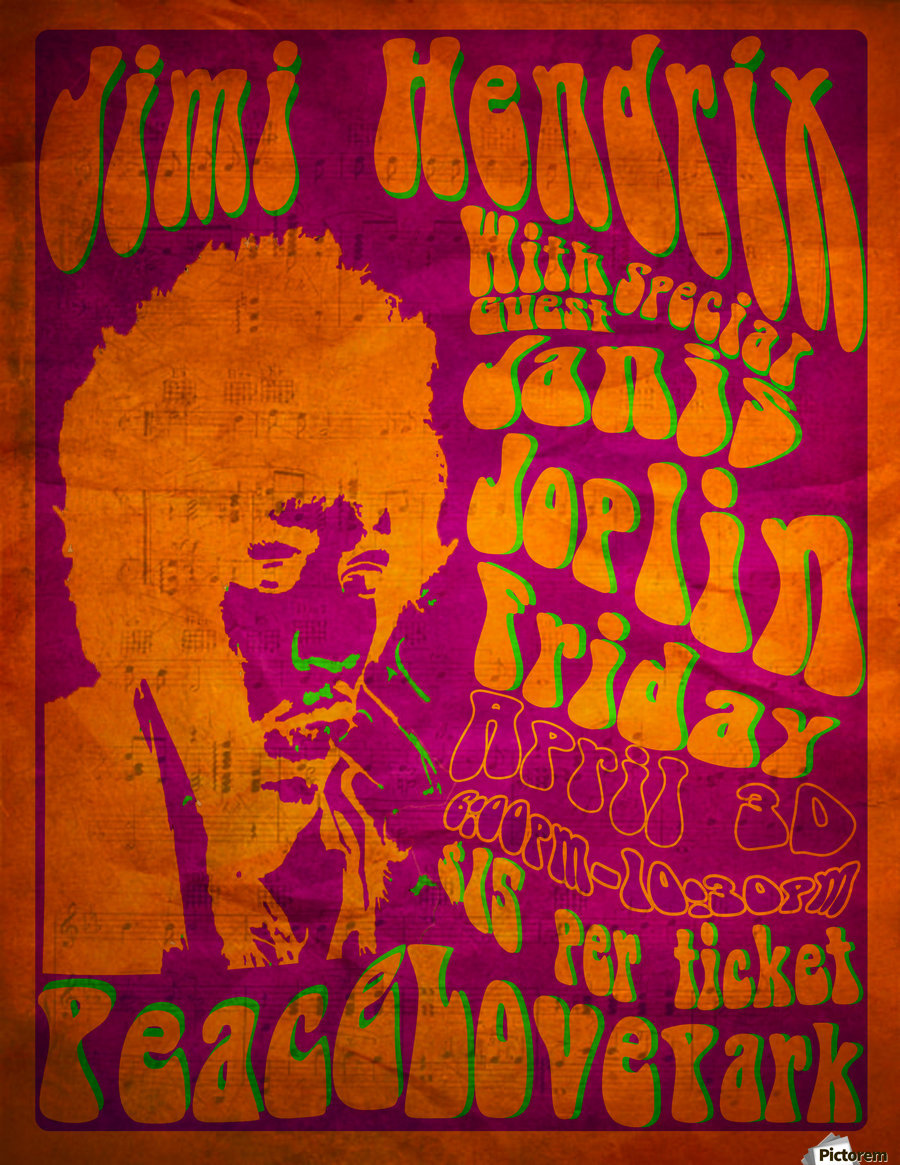 Jimi Hendrix
With Special
Guest
Janis
Joplin
Friday
April 30
6:00PM-10:30PM
$15
Per ticket
PeaceLovePark
Pictorem